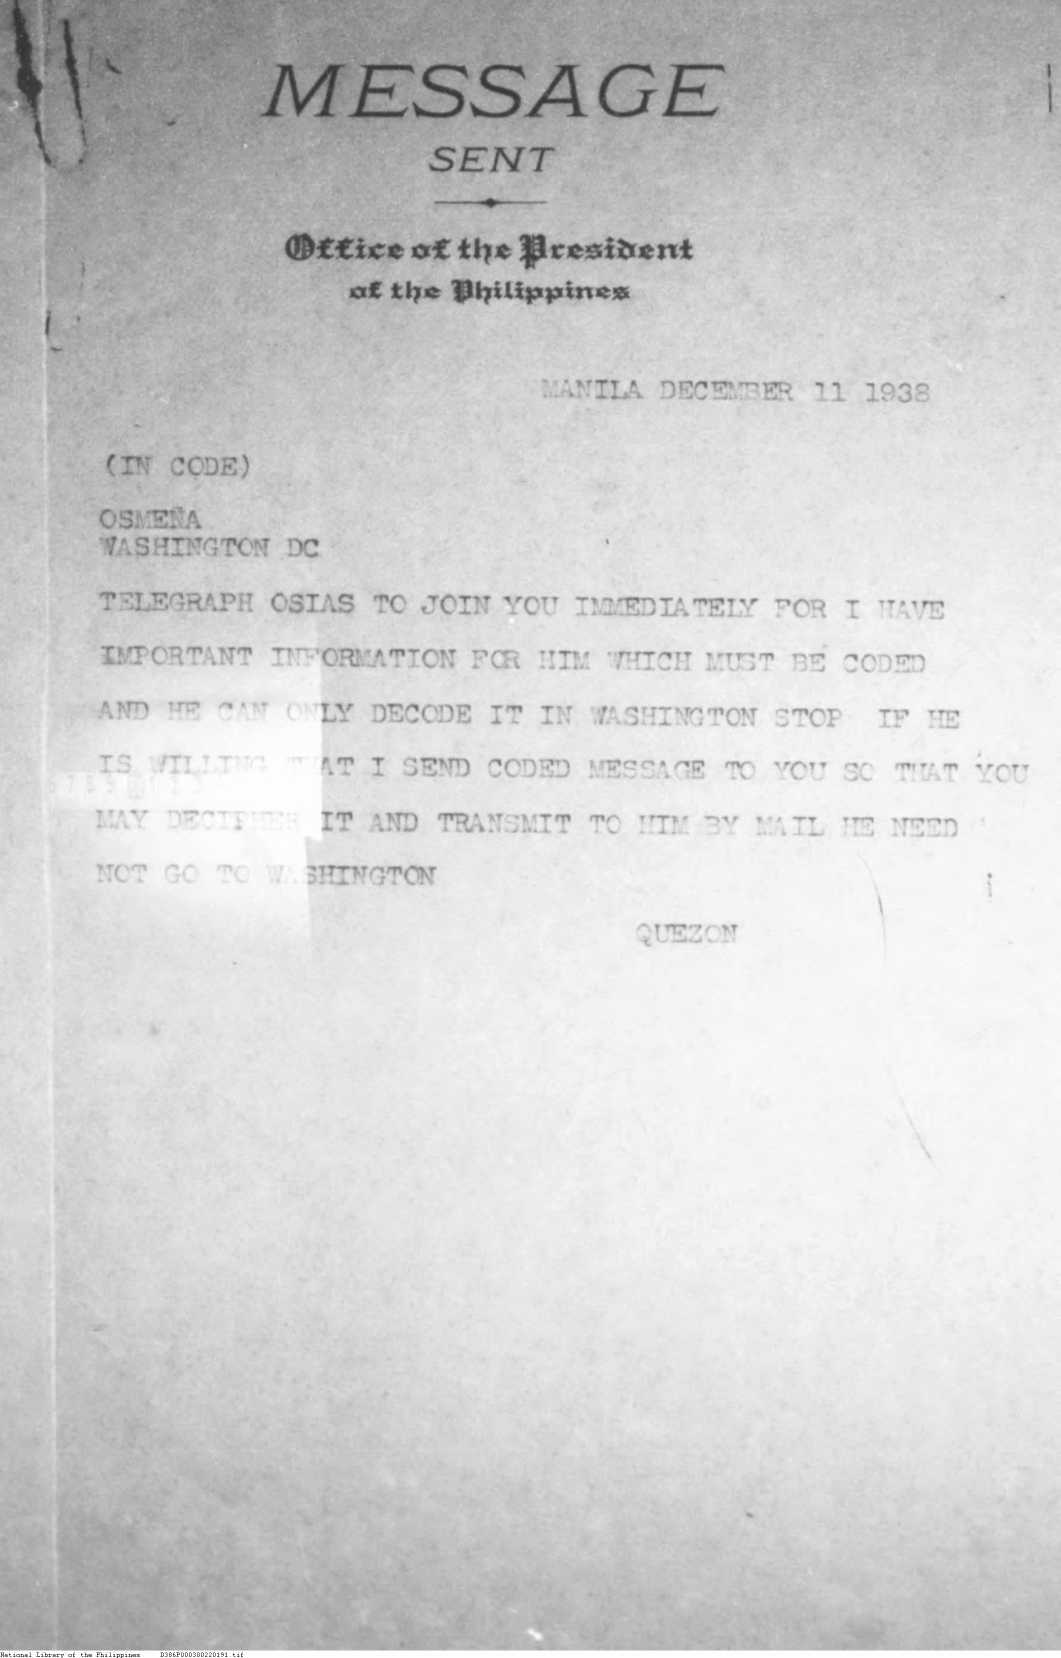 MESSAGE
SENT
Office of the President
of the Philippines
MANILA DECEMBER 11 1938
(IN CODE)
OSMEÑA
WASHINGTON DC
TELEGRAPH OSIAS TO JOIN YOU IMMEDIATELY FOR I HAVE
IMPORTANT INFORMATION FOR HIM WHICH MUST BE CODED
AND HE CAN ONLY DECODE IT IN WASHINGTON STOP IF HE
IS WILLING THAT I SEND CODED MESSAGE TO YOU SO THAT YOU
MAY DECIPHER IT AND TRANSMIT TO HIM BY MAIL HE NEED
NOT GO TO WASHINGTON
QUEZON
National Library of the Philippines D386P000380220191.tif